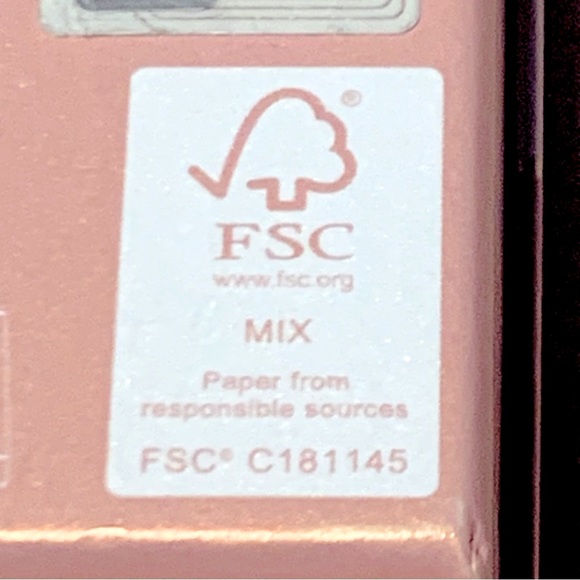 ®
FSC
www.fsc.org
MIX
Paper from
responsible sources
FSC® C181145